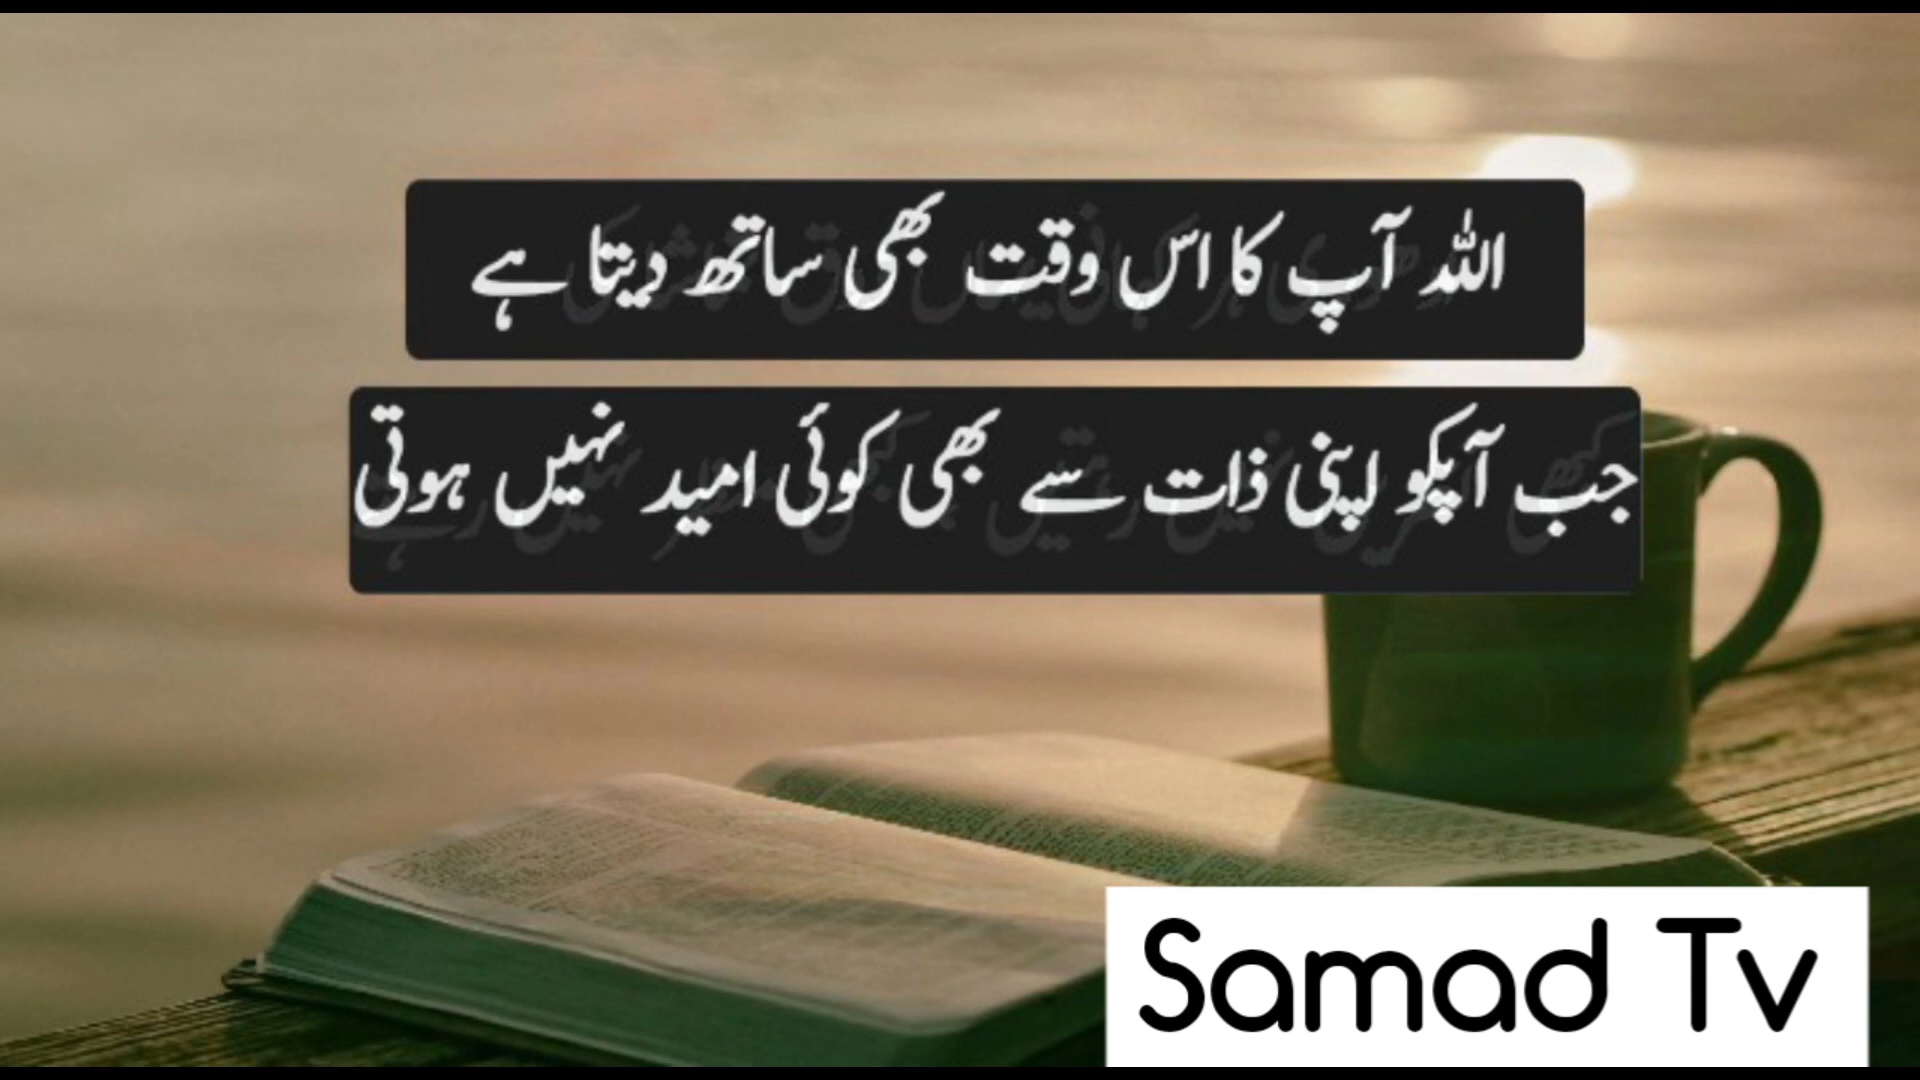 اللہ آپ کا اس وقت بھی ساتھ دیتا ہے
جب آپکو اپنی ذات سے بھی کوئی امید نہیں ہوتی
Samad Tv